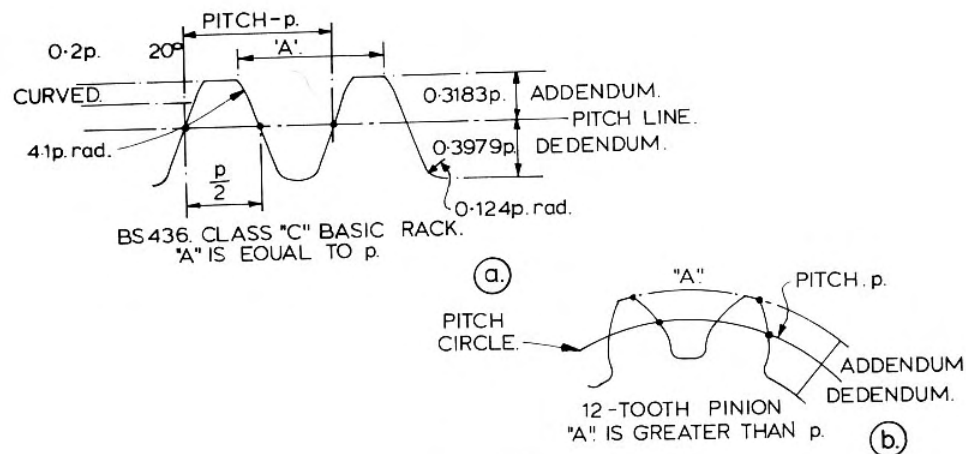 PITCH-p.
0·2p. 20° 'A'.
CURVED.
0·3183p. ADDENDUM.
PITCH LINE.
4·1p. rad.
0·3979p. DEDENDUM.
p
2
0·124p. rad.
BS 436. CLASS "C" BASIC RACK.
"A" IS EQUAL TO p.
a.
"A"
PITCH. p.
PITCH
CIRCLE.
ADDENDUM
DEDENDUM.
12-TOOTH PINION
"A" IS GREATER THAN p.
b.